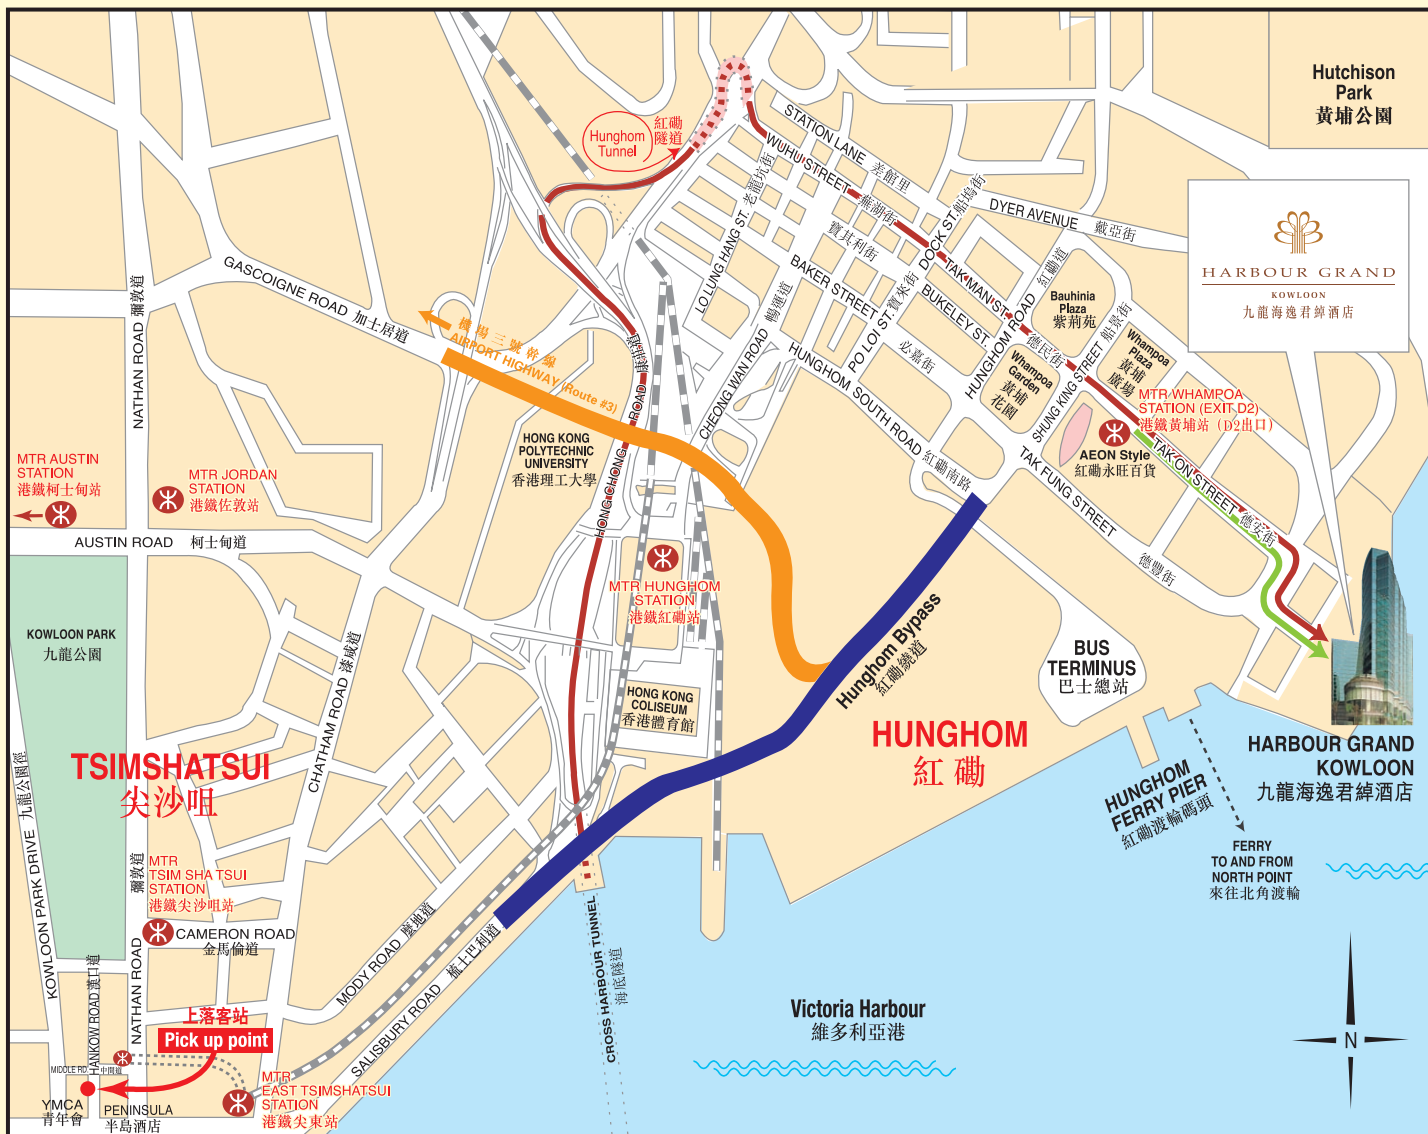 Hutchison
Park
黃埔公園
HARBOUR GRAND
KOWLOON
九龍海逸君綽酒店
Hunghom
Tunnel
紅磡
隧道
STATION LANE 差館里
WUHU STREET 蕪湖街
老龍坑街
LO LUNG HANG ST.
DYER AVENUE 戴亞街
DOCK ST. 船塢街
寶其利街
BAKER STREET
BUKELEY ST.
必嘉街
PO LOI ST. 寶來街
TAK MAN ST.
德民街
HUNGHOM ROAD 紅磡道
Bauhinia
Plaza
紫荊苑
Whampoa
Plaza
黃埔
廣場
Whampoa
Garden
黃埔
花園
SHUNG KING STREET 船景街
MTR WHAMPOA
STATION (EXIT D2)
港鐵黃埔站 (D2出口)
AEON Style
紅磡永旺百貨
TAK ON STREET 德安街
TAK FUNG STREET
德豐街
HUNGHOM SOUTH ROAD 紅磡南路
CHEONG WAN ROAD 暢運道
GASCOIGNE ROAD 加士居道
機場三號幹線
AIRPORT HIGHWAY (Route #3)
HONG CHONG ROAD 康莊道
NATHAN ROAD 彌敦道
HONG KONG
POLYTECHNIC
UNIVERSITY
香港理工大學
MTR AUSTIN
STATION
港鐵柯士甸站
MTR JORDAN
STATION
港鐵佐敦站
AUSTIN ROAD 柯士甸道
MTR HUNGHOM
STATION
港鐵紅磡站
KOWLOON PARK
九龍公園
CHATHAM ROAD 漆咸道
HONG KONG
COLISEUM
香港體育館
Hunghom Bypass
紅磡繞道
BUS
TERMINUS
巴士總站
HUNGHOM
紅磡
TSIMSHATSUI
尖沙咀
HARBOUR GRAND
KOWLOON
九龍海逸君綽酒店
HUNGHOM
FERRY PIER
紅磡渡輪碼頭
FERRY
TO AND FROM
NORTH POINT
來往北角渡輪
KOWLOON PARK DRIVE 九龍公園徑
彌敦道
NATHAN ROAD
MTR
TSIM SHA TSUI
STATION
港鐵尖沙咀站
CAMERON ROAD
金馬倫道
MODY ROAD 麼地道
SALISBURY ROAD 梳士巴利道
CROSS HARBOUR TUNNEL
海底隧道
Victoria Harbour
維多利亞港
HANKOW ROAD 漢口道
上落客站
Pick up point
MIDDLE RD. 中間道
MTR
EAST TSIMSHATSUI
STATION
港鐵尖東站
YMCA
青年會
PENINSULA
半島酒店
N